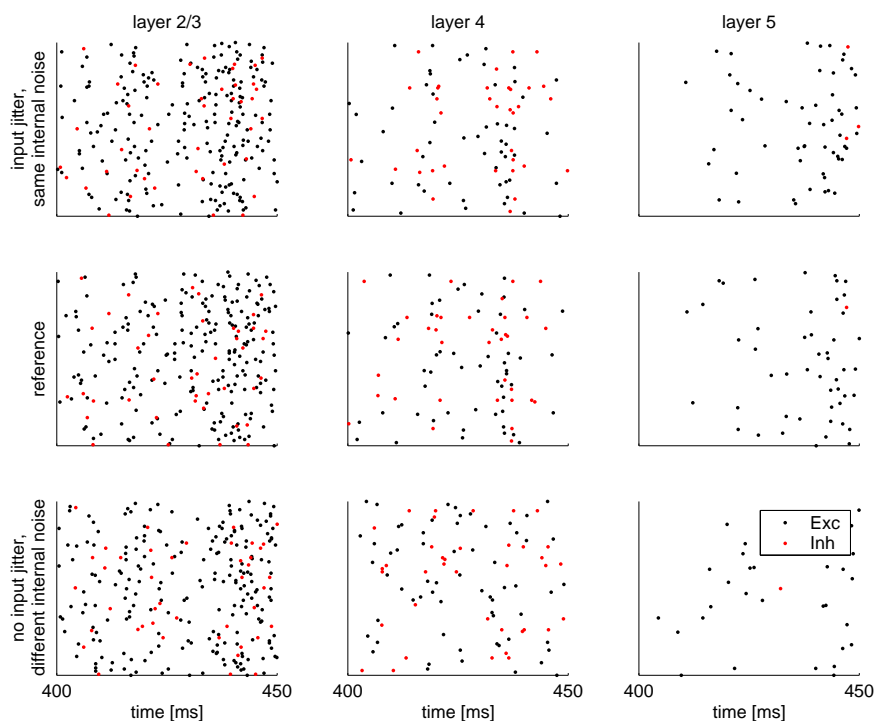 layer 2/3
layer 4
layer 5
input jitter,
same internal noise
reference
no input jitter,
different internal noise
Exc
Inh
400
450
400
450
400
450
time [ms]
time [ms]
time [ms]